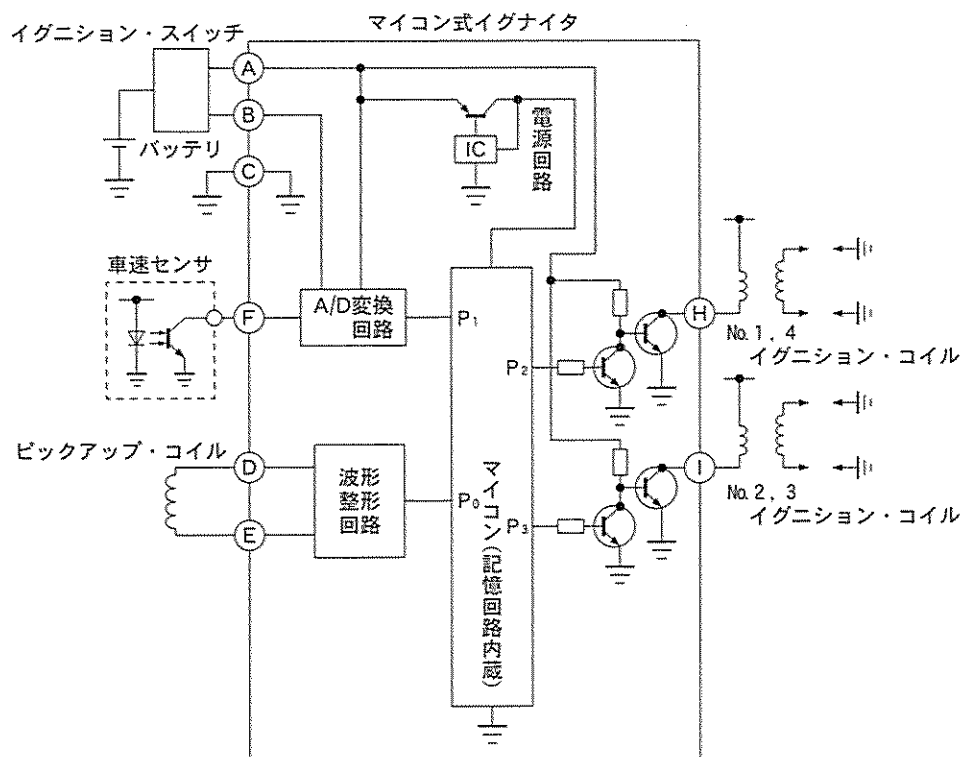 マイコン式イグナイタ
イグニション・スイッチ
A
B
バッテリ
C
IC
電源回路
車速センサ
F
A/D変換
回路
P₁
P₂
H
No.1, 4
イグニション・コイル
ピックアップ・コイル
D
E
波形
整形
回路
P₀
マイコン(記憶回路内蔵)
P₃
I
No.2, 3
イグニション・コイル